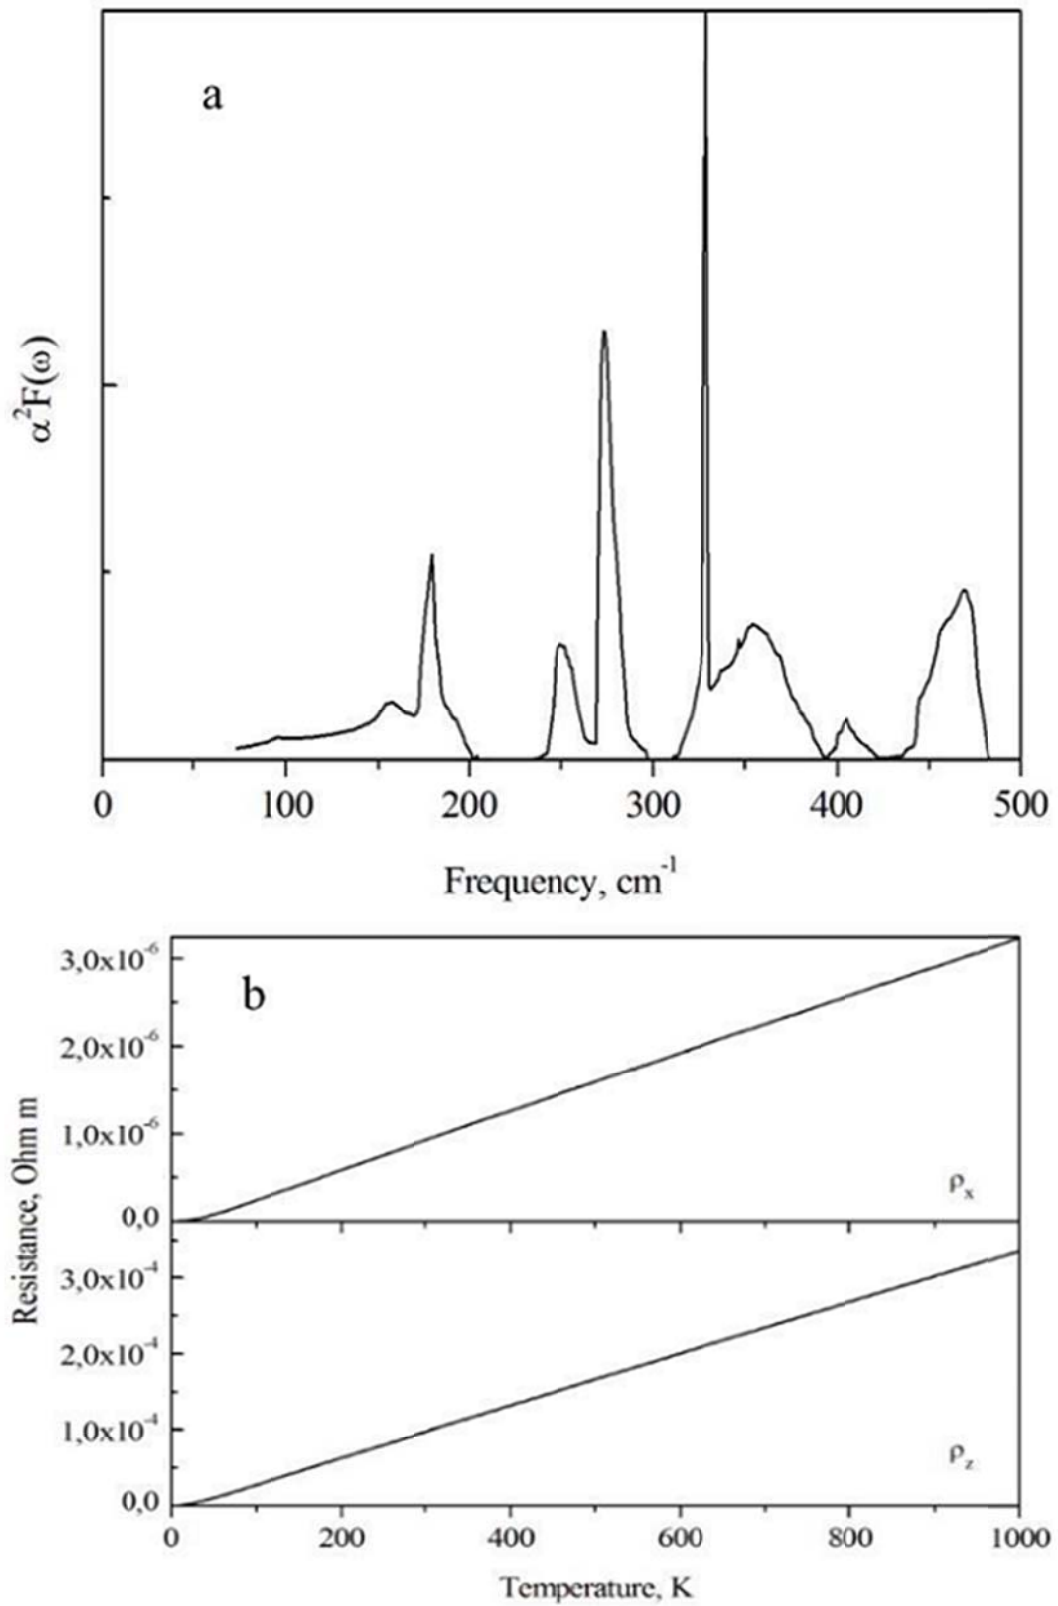 a
α²F(ω)
0 100 200 300 400 500
Frequency, cm⁻¹
b
Resistance, Ohm m
3,0x10⁻⁶
2,0x10⁻⁶
1,0x10⁻⁶
0,0
ρₓ
3,0x10⁻⁴
2,0x10⁻⁴
1,0x10⁻⁴
0,0
ρz
0 200 400 600 800 1000
Temperature, K